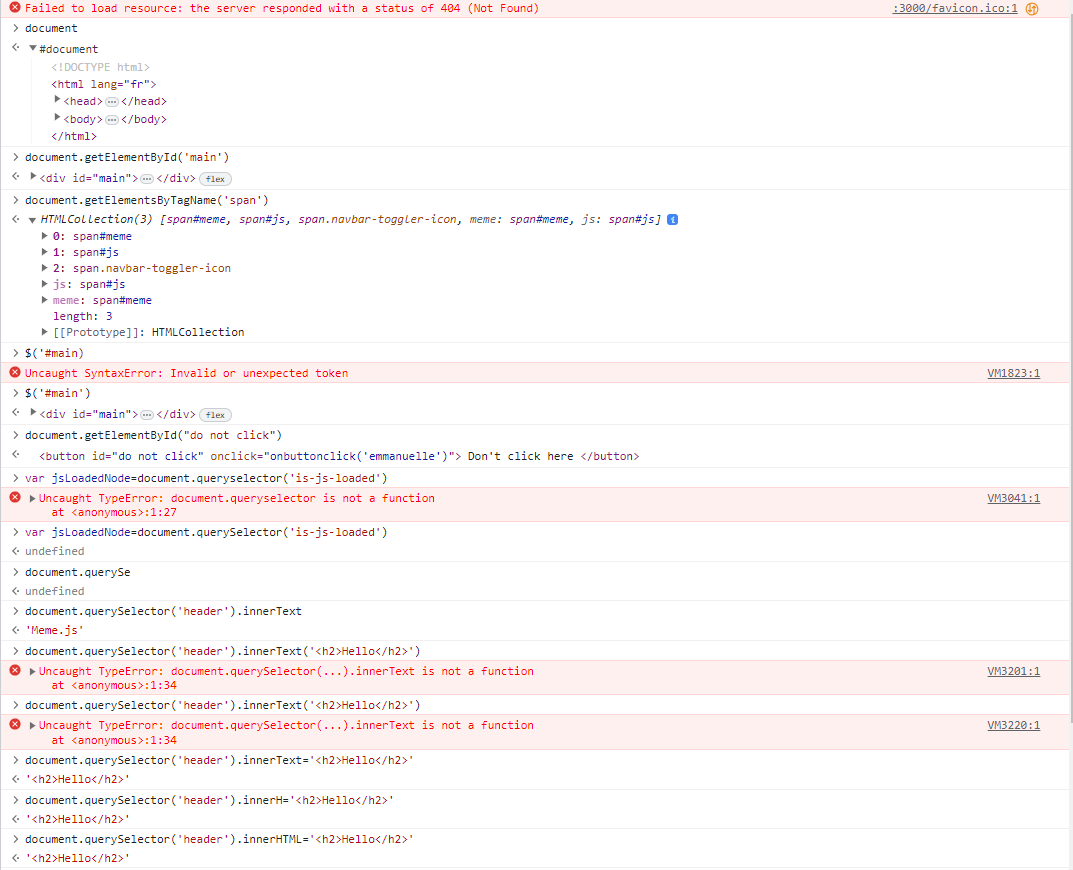 Failed to load resource: the server responded with a status of 404 (Not Found) :3000/favicon.ico:1
> document
<· ▼#document
<!DOCTYPE html>
<html lang="fr">
▶<head>⋯</head>
▶<body>⋯</body>
</html>
> document.getElementById('main')
<· ▶<div id="main">⋯</div> flex
> document.getElementsByTagName('span')
<· ▼HTMLCollection(3) [span#meme, span#js, span.navbar-toggler-icon, meme: span#meme, js: span#js] i
▶0: span#meme
▶1: span#js
▶2: span.navbar-toggler-icon
▶js: span#js
▶meme: span#meme
length: 3
▶[[Prototype]]: HTMLCollection
> $('#main)
Uncaught SyntaxError: Invalid or unexpected token VM1823:1
> $('#main')
<· ▶<div id="main">⋯</div> flex
> document.getElementById("do not click")
<· <button id="do not click" onclick="onbuttonclick('emmanuelle')"> Don't click here </button>
> var jsLoadedNode=document.queryselector('is-js-loaded')
▶Uncaught TypeError: document.queryselector is not a function VM3041:1
at <anonymous>:1:27
> var jsLoadedNode=document.querySelector('is-js-loaded')
<· undefined
> document.querySe
<· undefined
> document.querySelector('header').innerText
<· 'Meme.js'
> document.querySelector('header').innerText('<h2>Hello</h2>')
▶Uncaught TypeError: document.querySelector(...).innerText is not a function VM3201:1
at <anonymous>:1:34
> document.querySelector('header').innerText('<h2>Hello</h2>')
▶Uncaught TypeError: document.querySelector(...).innerText is not a function VM3220:1
at <anonymous>:1:34
> document.querySelector('header').innerText='<h2>Hello</h2>'
<· '<h2>Hello</h2>'
> document.querySelector('header').innerH='<h2>Hello</h2>'
<· '<h2>Hello</h2>'
> document.querySelector('header').innerHTML='<h2>Hello</h2>'
<· '<h2>Hello</h2>'